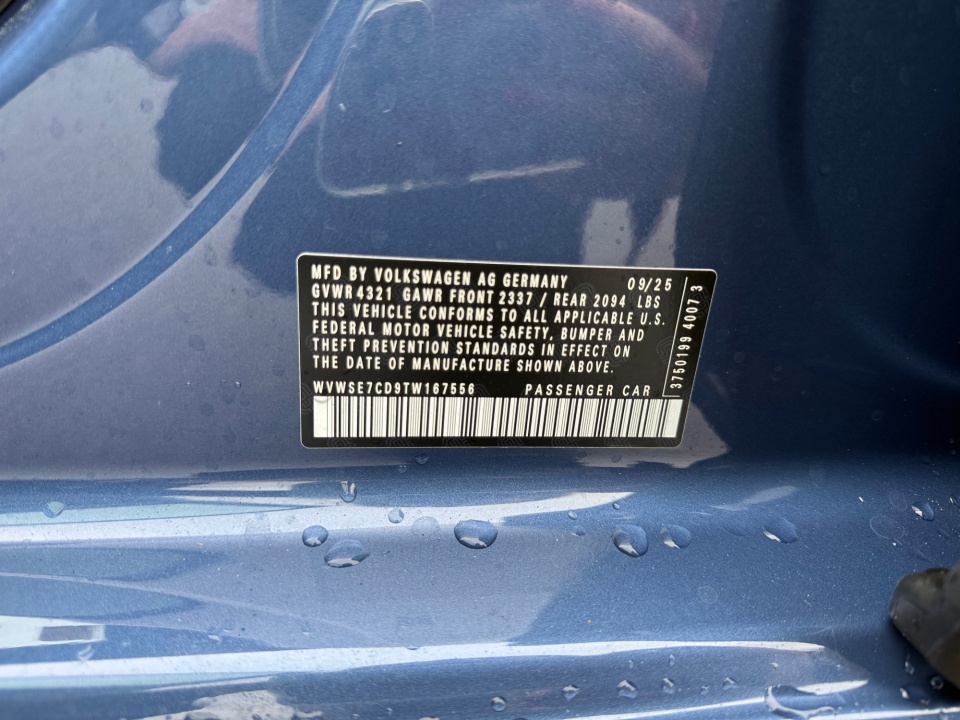 MFD BY VOLKSWAGEN AG GERMANY 09/25
GVWR 4321 GAWR FRONT 2337 / REAR 2094 LBS
THIS VEHICLE CONFORMS TO ALL APPLICABLE U.S.
FEDERAL MOTOR VEHICLE SAFETY, BUMPER AND
THEFT PREVENTION STANDARDS IN EFFECT ON
THE DATE OF MANUFACTURE SHOWN ABOVE.
WVWSE7CD9TW167556 PASSENGER CAR
3750199 4007 3